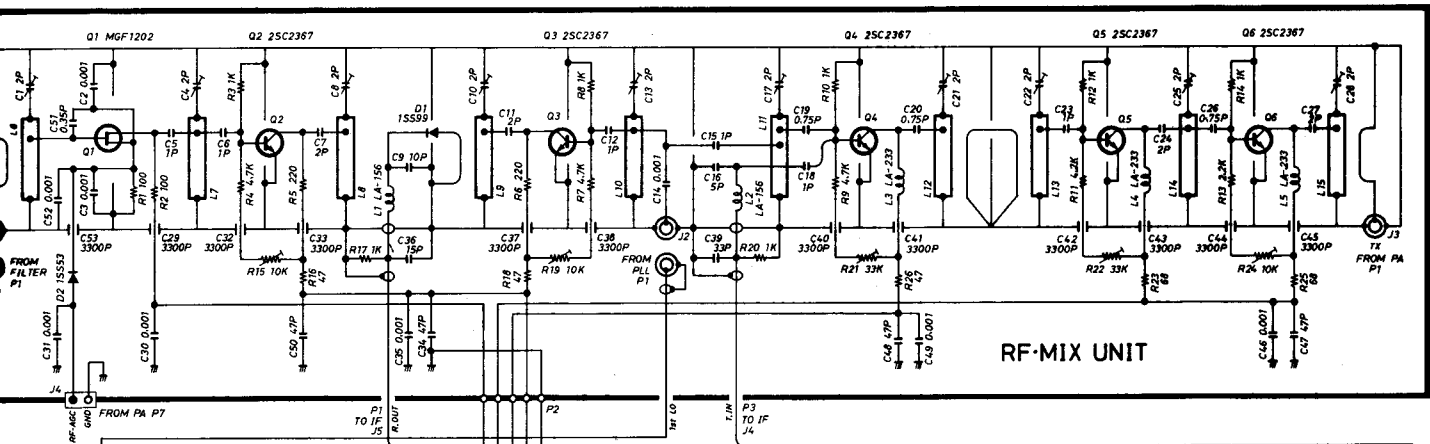 Q1 MGF1202
Q2 2SC2367
Q3 2SC2367
Q4 2SC2367
Q5 2SC2367
Q6 2SC2367
C1 2P
C2 0.001
C51
0.35P
L6
Q1
C4 2P
C5
1P
C6
1P
L7
R3 1K
Q2
C7
2P
C8 2P
L8
D1
1SS99
C9 10P
L1 LA-156
C10 2P
C11
2P
L9
Q3
R8 1K
C12
1P
C13 2P
L10
C14 0.001
C15 1P
C16
5P
L2
LA-156
C17 2P
L11
C18
1P
C19
0.75P
R10 1K
Q4
L3 LA-233
C20
0.75P
C21 2P
L12
C22 2P
L13
C23
1P
R12 1K
Q5
L4 LA-233
C24
2P
C25 2P
L14
C26
0.75P
R14 1K
Q6
L5 LA-233
C27
2P
C28 2P
L15
C52 0.001
C3 0.001
R1 100
R2 100
R4 4.7K
R5 220
R6 220
R7 4.7K
R9 4.7K
R11 4.2K
R13 2.2K
C53
3300P
C29
3300P
C32
3300P
C33
3300P
R17 1K
C36
15P
C37
3300P
C38
3300P
J2
C39
33P
R20 1K
C40
3300P
C41
3300P
C42
3300P
C43
3300P
C44
3300P
C45
3300P
J3
TX
FROM PA
P1
FROM
FILTER
P1
D2 1SS53
R15 10K
R16
47
R18
47
R19 10K
FROM
PLL
P1
R21 33K
R26
47
R22 33K
R23
68
R24 10K
R25
68
C31 0.001
C30 0.001
C50 47P
C35 0.001
C34 47P
C48 47P
C49 0.001
C46 0.001
C47 47P
RF·MIX UNIT
J4
FROM PA P7
RF-AGC
GND
P1
TO IF
J5
R.OUT
P2
1st LO
T.IN
P3
TO IF
J4